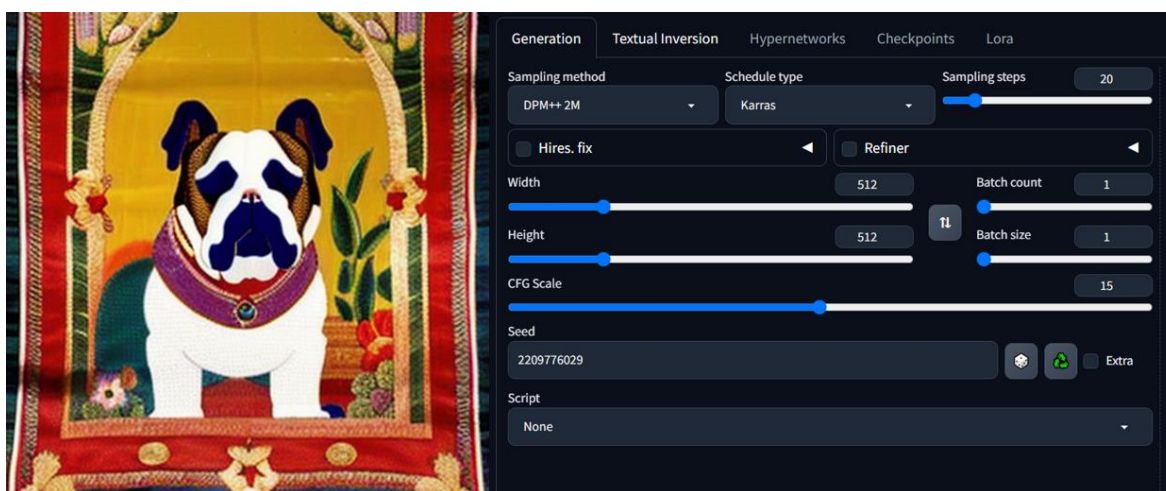 Generation Textual Inversion Hypernetworks Checkpoints Lora
Sampling method Schedule type Sampling steps 20
DPM++ 2M Karras
Hires. fix Refiner
Width 512 Batch count 1
Height 512 Batch size 1
CFG Scale 15
Seed
2209776029 Extra
Script
None